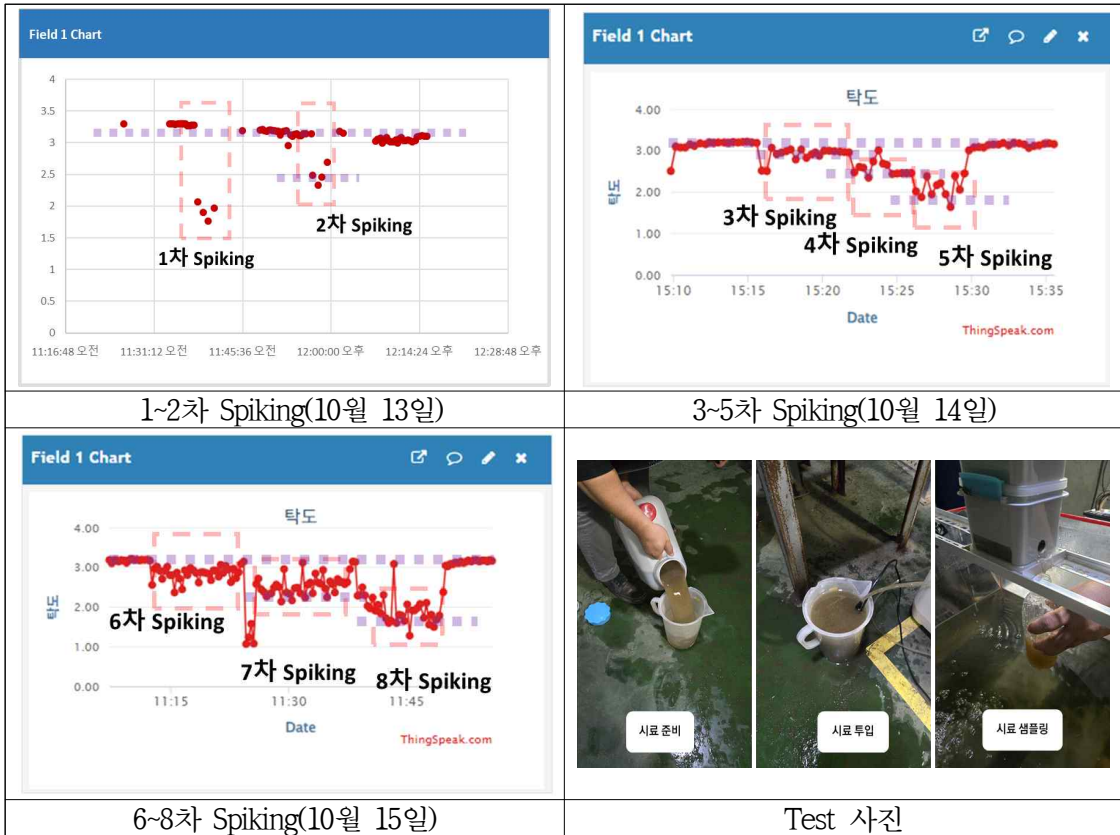 Field 1 Chart
4
3.5
3
2.5
2
1.5
1
0.5
0
1차 Spiking
2차 Spiking
11:16:48 오전 11:31:12 오전 11:45:36 오전 12:00:00 오후 12:14:24 오후 12:28:48 오후
1~2차 Spiking(10월 13일)
Field 1 Chart
탁도
탁도
4.00
3.00
2.00
1.00
0.00
3차 Spiking
4차 Spiking
5차 Spiking
15:10 15:15 15:20 15:25 15:30 15:35
Date
ThingSpeak.com
3~5차 Spiking(10월 14일)
Field 1 Chart
탁도
탁도
4.00
3.00
2.00
1.00
0.00
6차 Spiking
7차 Spiking
8차 Spiking
11:15 11:30 11:45
Date
ThingSpeak.com
6~8차 Spiking(10월 15일)
시료 준비
시료 투입
시료 샘플링
Test 사진